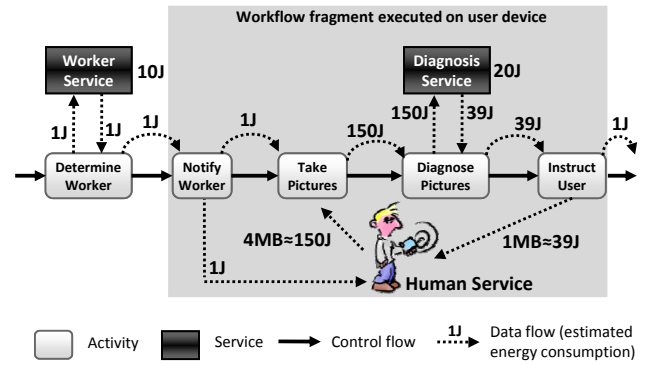 Workflow fragment executed on user device
Worker
Service
10J
Diagnosis
Service
20J
1J
1J
1J
1J
150J
150J
39J
39J
1J
Determine
Worker
Notify
Worker
Take
Pictures
Diagnose
Pictures
Instruct
User
4MB≈150J
1MB≈39J
1J
Human Service
Activity
Service
Control flow
1J
Data flow (estimated
energy consumption)